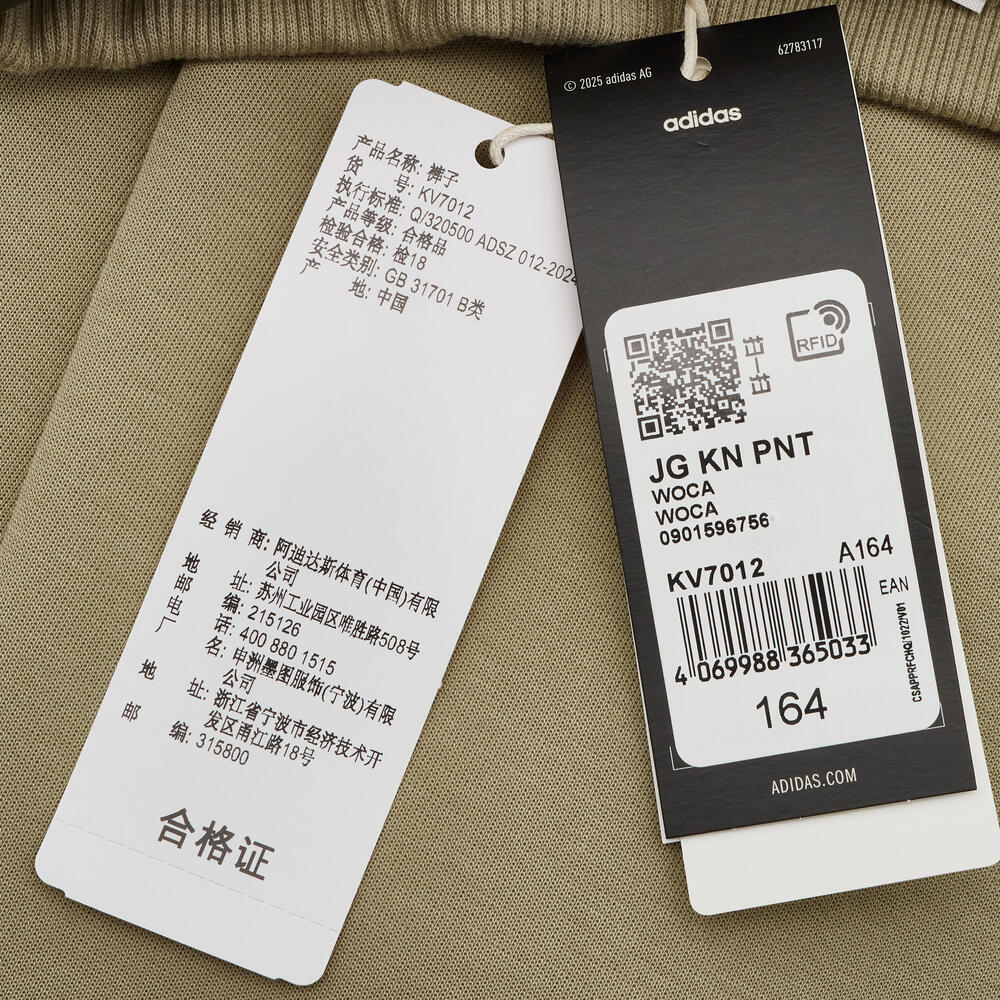 产品名称: 裤子
货 号: KV7012
执行标准: Q/320500 ADSZ 012-2024
产品等级: 合格品
检验合格: 检18
安全类别: GB 31701 B类
产 地: 中国
经 销 商: 阿迪达斯体育(中国)有限
公司
地 址: 苏州工业园区唯胜路508号
邮 编: 215126
电 话: 400 880 1515
厂 名: 申洲墨图服饰(宁波)有限
公司
地 址: 浙江省宁波市经济技术开
发区甬江路18号
邮 编: 315800
合格证
© 2025 adidas AG
62783117
adidas
RFID
JG KN PNT
WOCA
WOCA
0901596756
KV7012
A164
EAN
4 069988 365033
CSAPPRFCHQ/1022/V01
164
ADIDAS.COM